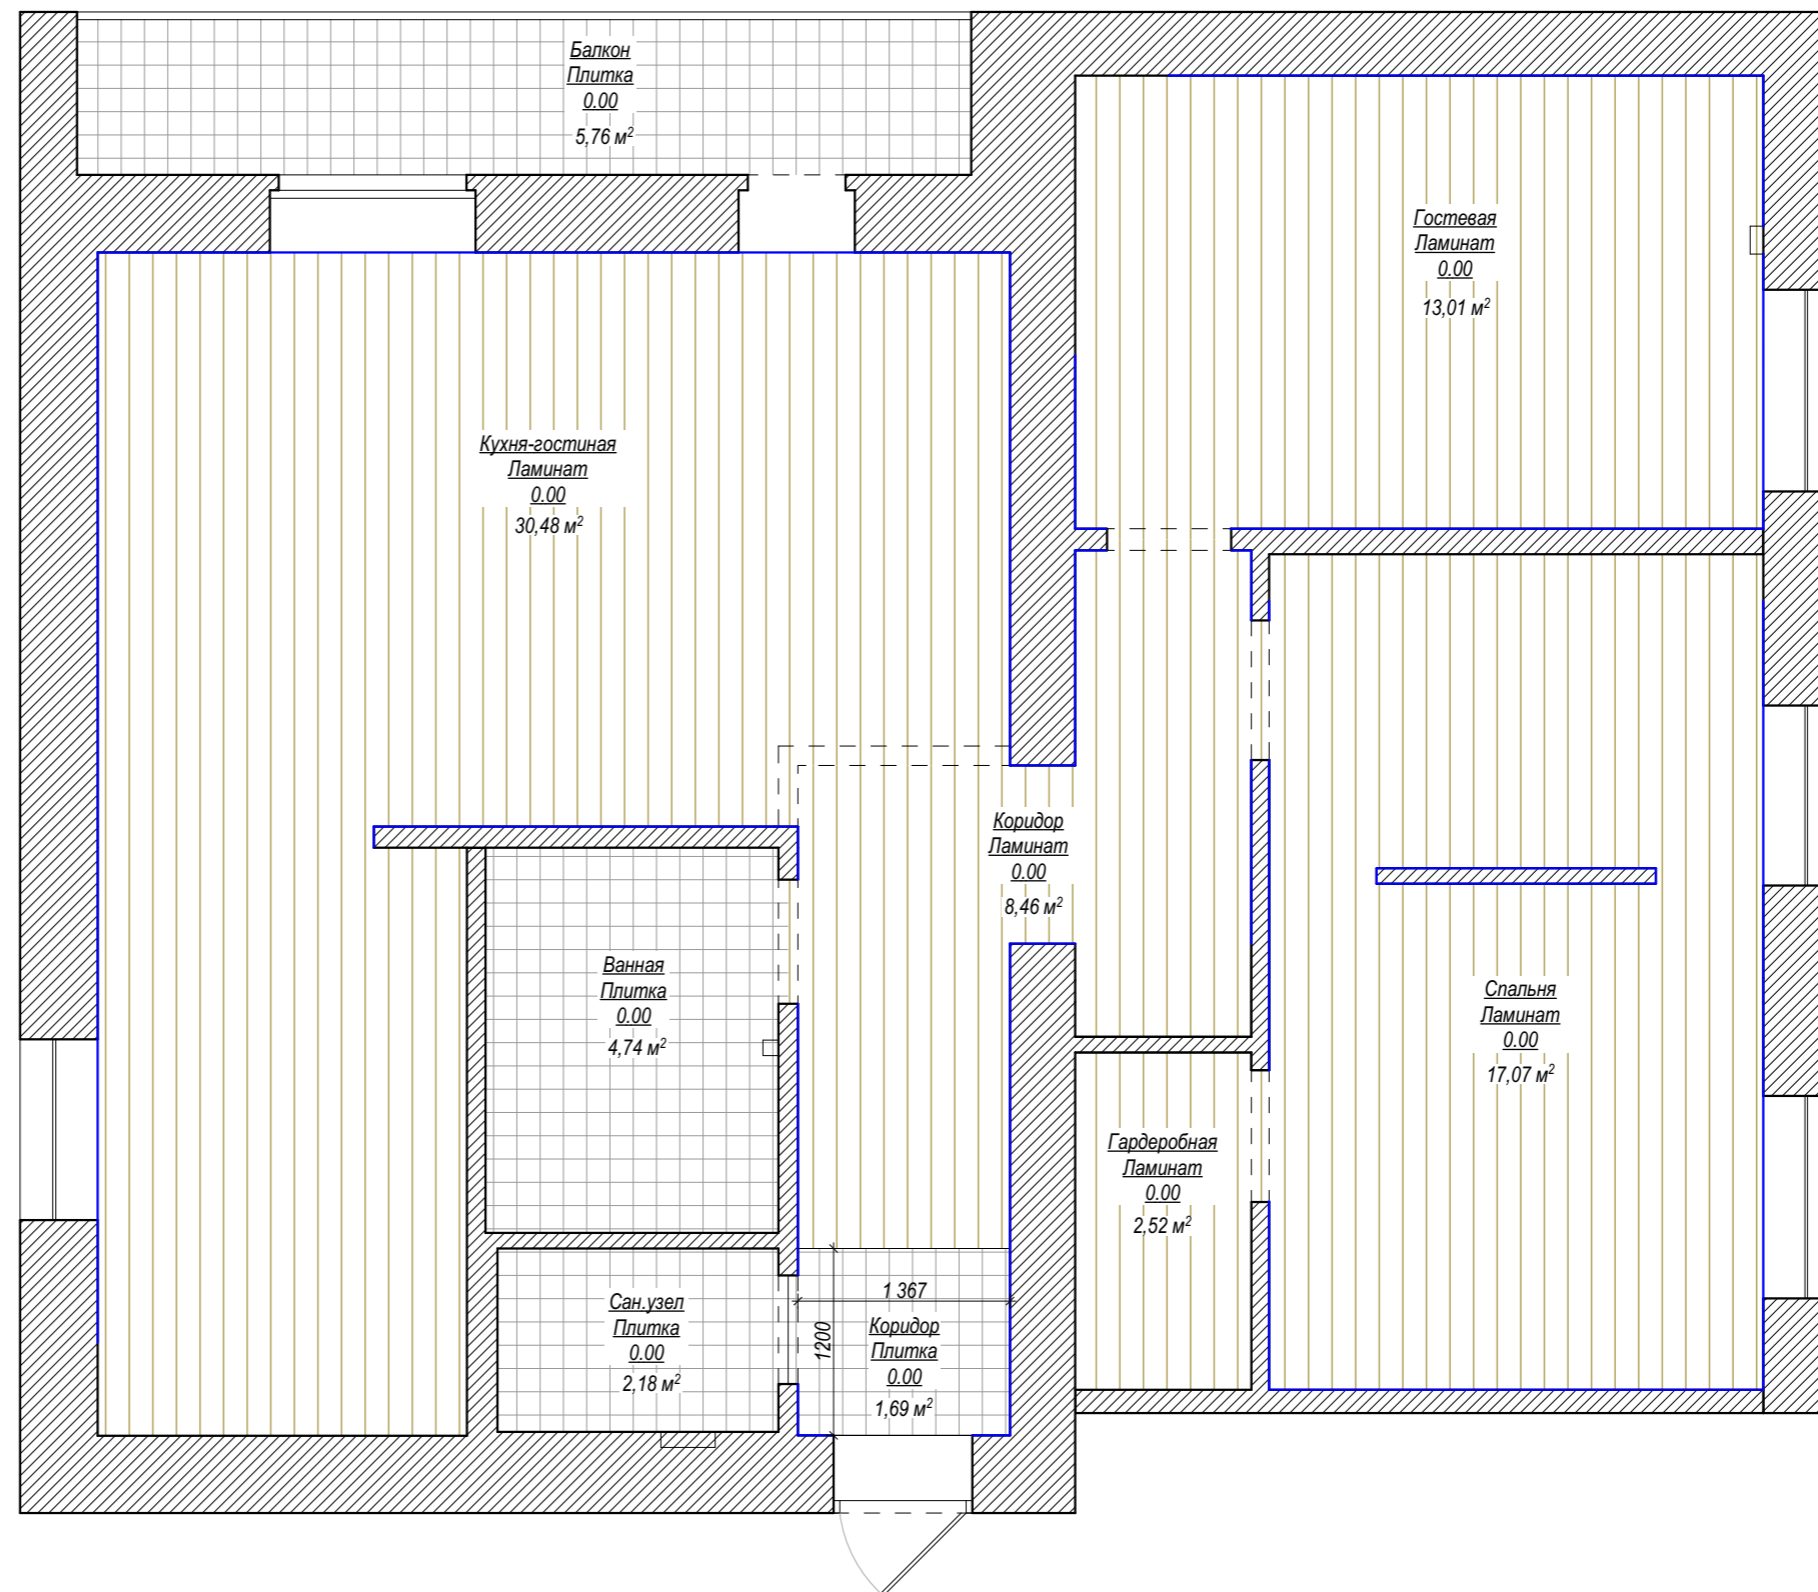 Балкон
Плитка
0.00
5,76 м²
Гостевая
Ламинат
0.00
13,01 м²
Кухня-гостиная
Ламинат
0.00
30,48 м²
Коридор
Ламинат
0.00
8,46 м²
Ванная
Плитка
0.00
4,74 м²
Спальня
Ламинат
0.00
17,07 м²
Гардеробная
Ламинат
0.00
2,52 м²
Сан.узел
Плитка
0.00
2,18 м²
1 367
1200
Коридор
Плитка
0.00
1,69 м²